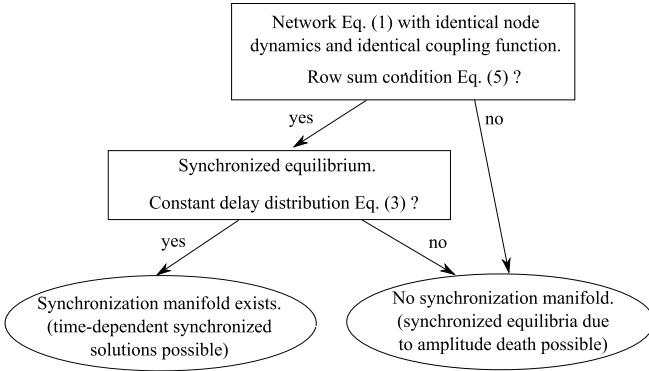 Network Eq. (1) with identical node
dynamics and identical coupling function.
Row sum condition Eq. (5) ?
yes
no
Synchronized equilibrium.
Constant delay distribution Eq. (3) ?
yes
no
Synchronization manifold exists.
(time-dependent synchronized
solutions possible)
No synchronization manifold.
(synchronized equilibria due
to amplitude death possible)